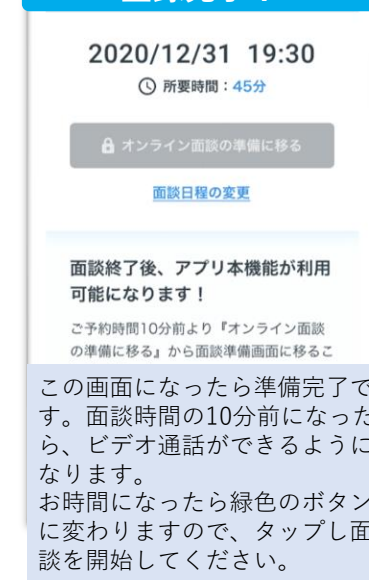 2020/12/31 19:30
所要時間：45分
オンライン面談の準備に移る
面談日程の変更
面談終了後、アプリ本機能が利用
可能になります！
ご予約時間10分前より『オンライン面談
の準備に移る』から面談準備画面に移るこ
この画面になったら準備完了で
す。面談時間の10分前になった
ら、ビデオ通話ができるように
なります。
お時間になったら緑色のボタン
に変わりますので、タップし面
談を開始してください。